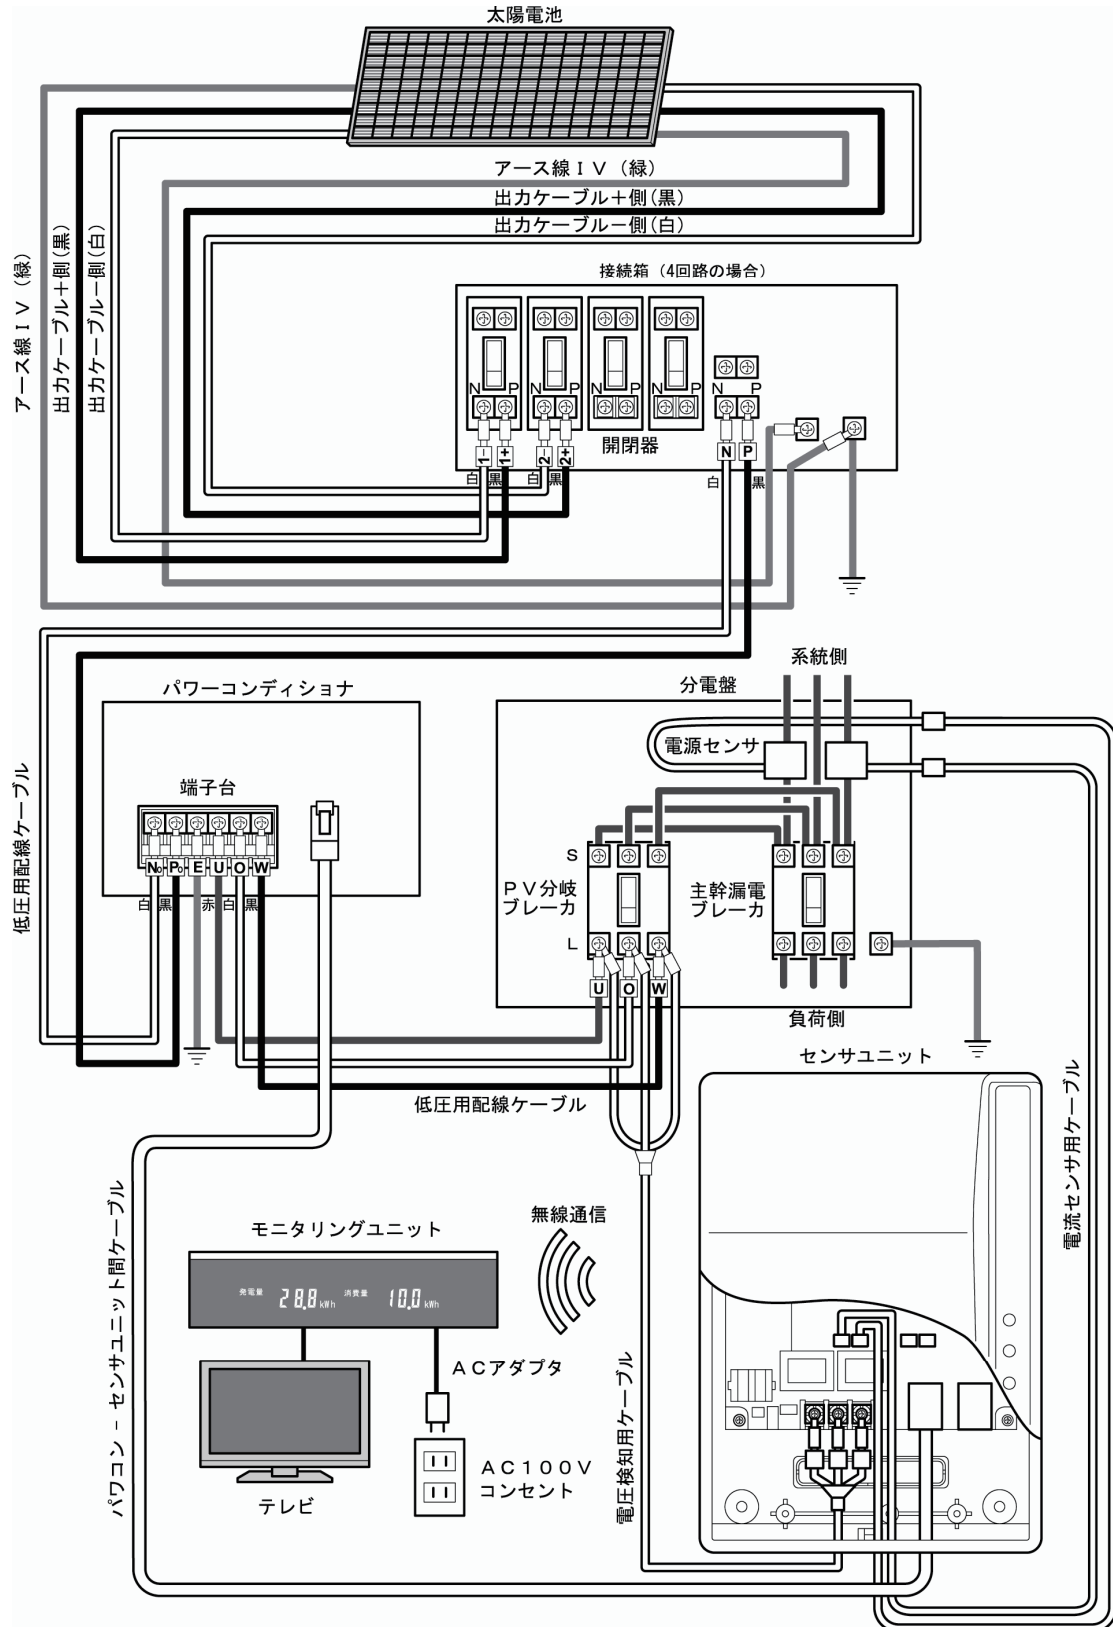 太陽電池
アース線ＩＶ（緑）
出力ケーブル＋側(黒)
出力ケーブル－側(白)
アース線ＩＶ（緑）
出力ケーブル＋側(黒)
出力ケーブル－側(白)
接続箱（4回路の場合）
N P N P N P N P N P
開閉器
1− 1+ 2− 2+ N P
白 黒 白 黒 白 黒
系統側
パワーコンディショナ
分電盤
電源センサ
低圧用配線ケーブル
端子台
S
PV分岐
ブレーカ
主幹漏電
ブレーカ
L
N₀ P₀ E U O W
白 黒 赤 白 黒
U O W
負荷側
センサユニット
低圧用配線ケーブル
電流センサ用ケーブル
パワコン－センサユニット間ケーブル
無線通信
モニタリングユニット
発電量 28.8 kWh 消費量 10.0 kWh
ACアダプタ
電圧検知用ケーブル
AC100V
コンセント
テレビ